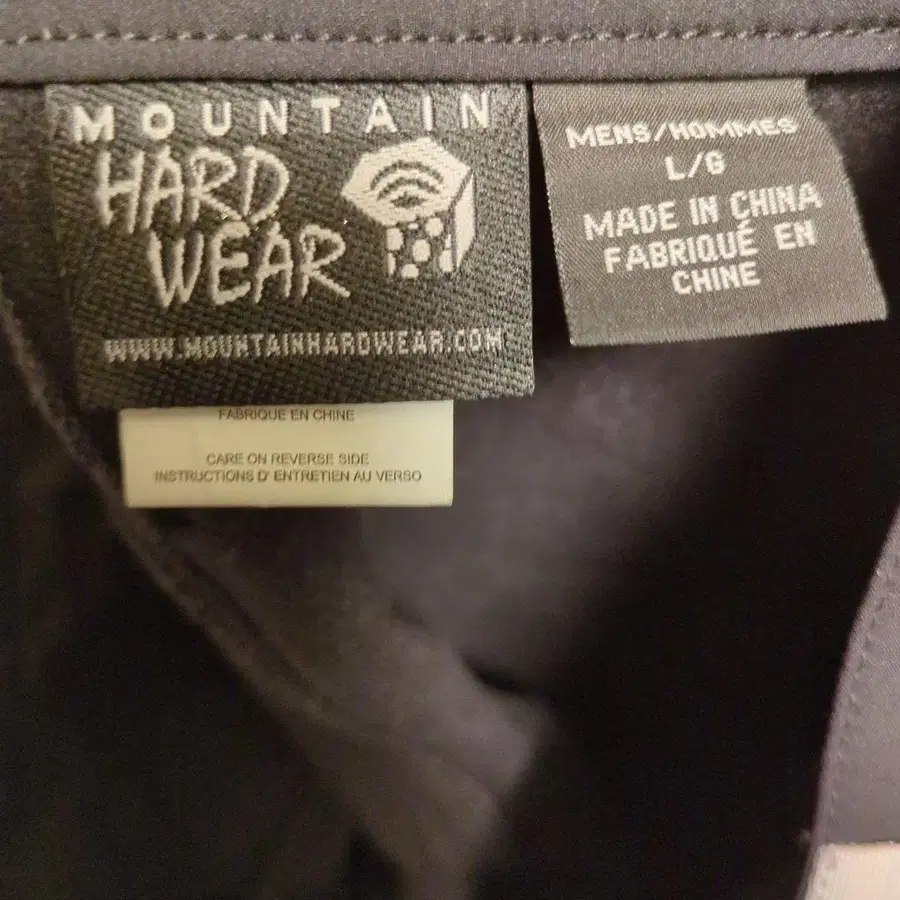 MOUNTAIN
HARD
WEAR
WWW.MOUNTAINHARDWEAR.COM
MENS/HOMMES
L/G
MADE IN CHINA
FABRIQUÉ EN
CHINE
FABRIQUE EN CHINE
CARE ON REVERSE SIDE
INSTRUCTIONS D' ENTRETIEN AU VERSO